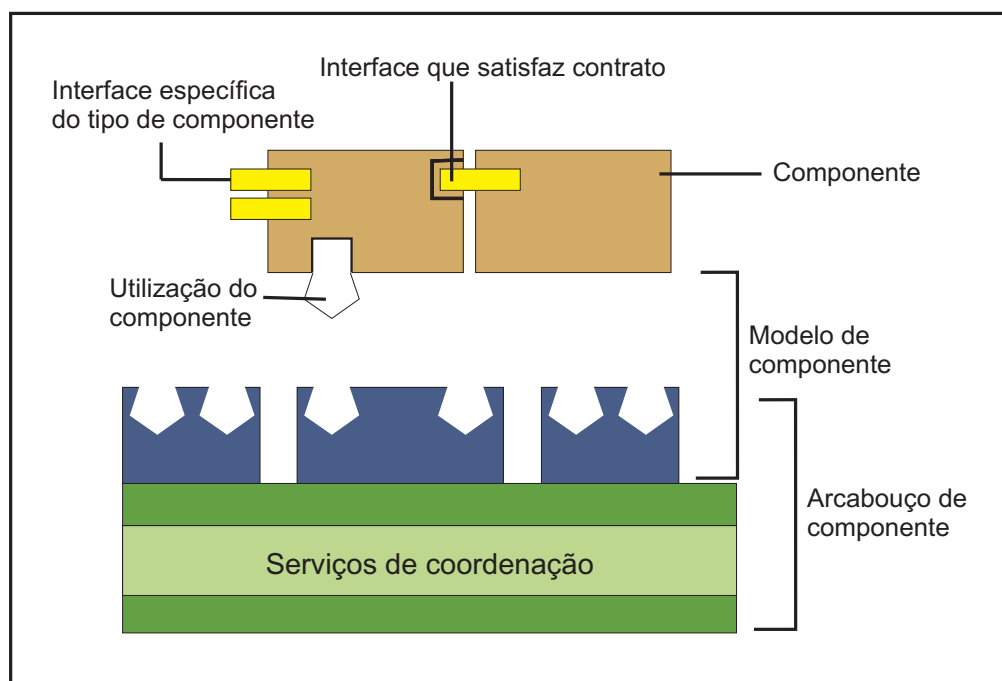 Interface que satisfaz contrato
Interface específica
do tipo de componente
Componente
Utilização do
componente
Modelo de
componente
Arcabouço de
componente
Serviços de coordenação